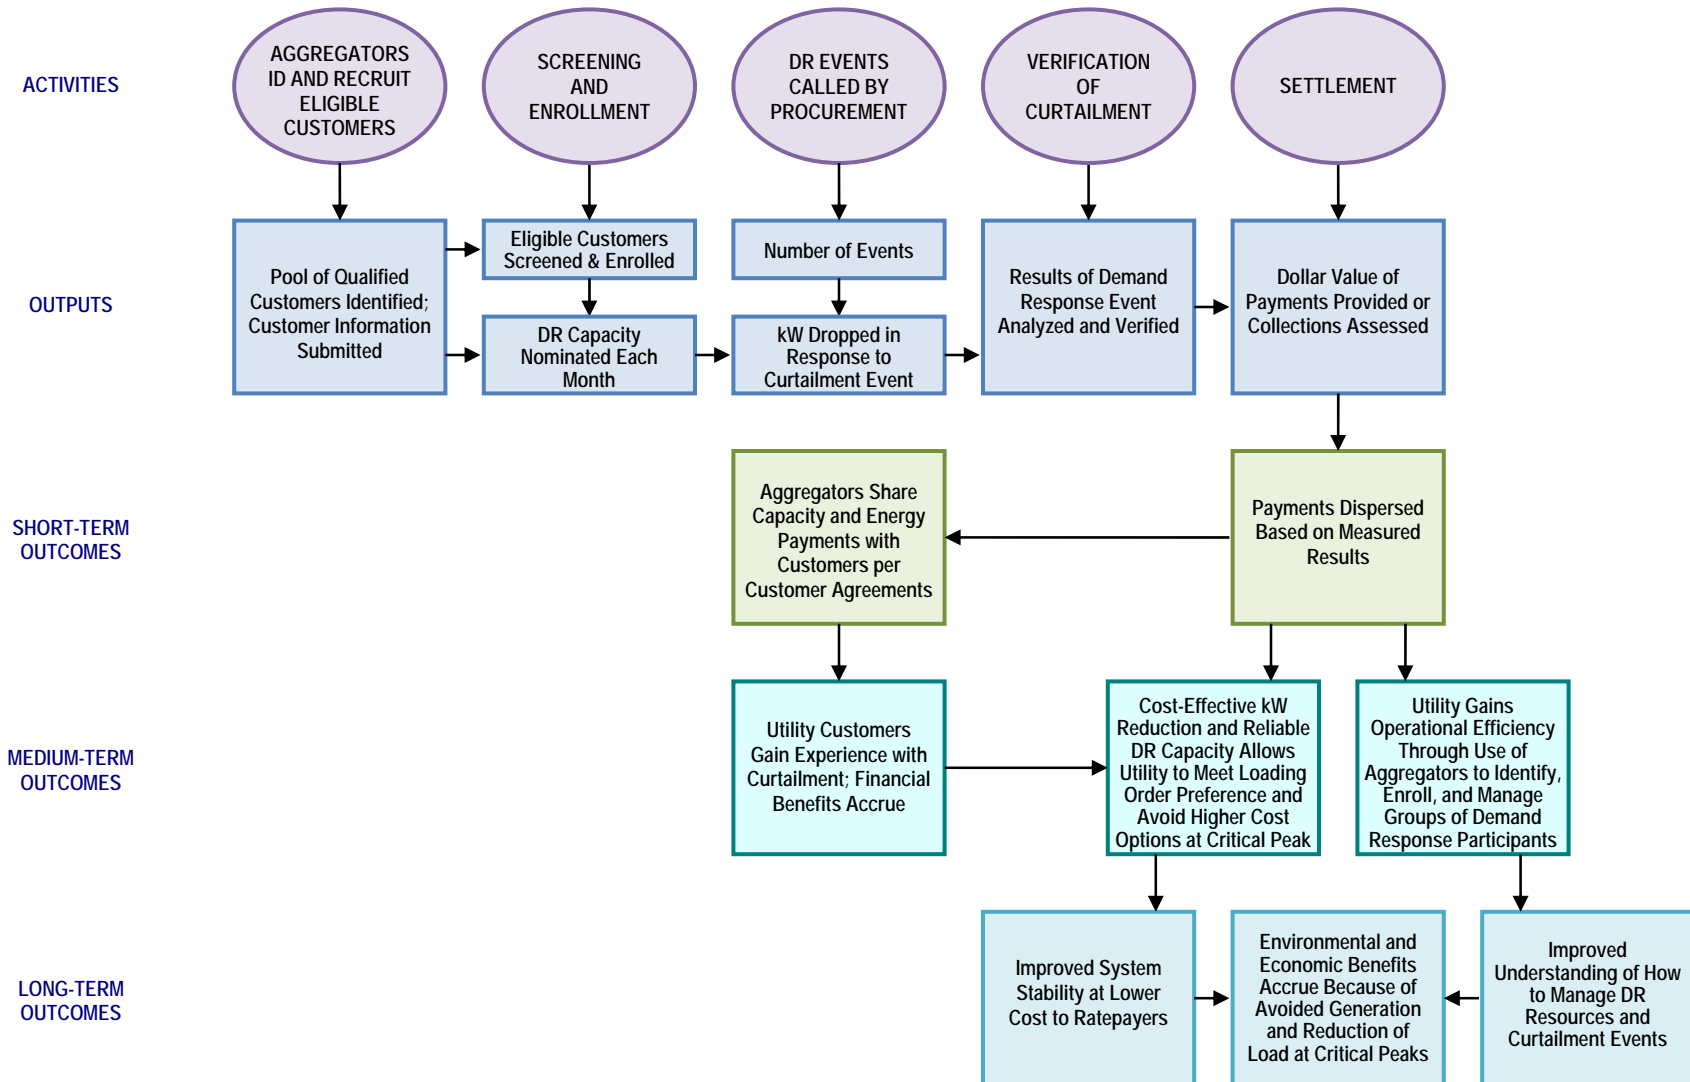 ACTIVITIES
AGGREGATORS
ID AND RECRUIT
ELIGIBLE
CUSTOMERS
SCREENING
AND
ENROLLMENT
DR EVENTS
CALLED BY
PROCUREMENT
VERIFICATION
OF
CURTAILMENT
SETTLEMENT
OUTPUTS
Pool of Qualified
Customers Identified;
Customer Information
Submitted
Eligible Customers
Screened & Enrolled
DR Capacity
Nominated Each
Month
Number of Events
kW Dropped in
Response to
Curtailment Event
Results of Demand
Response Event
Analyzed and Verified
Dollar Value of
Payments Provided or
Collections Assessed
SHORT-TERM
OUTCOMES
Aggregators Share
Capacity and Energy
Payments with
Customers per
Customer Agreements
Payments Dispersed
Based on Measured
Results
MEDIUM-TERM
OUTCOMES
Utility Customers
Gain Experience with
Curtailment; Financial
Benefits Accrue
Cost-Effective kW
Reduction and Reliable
DR Capacity Allows
Utility to Meet Loading
Order Preference and
Avoid Higher Cost
Options at Critical Peak
Utility Gains
Operational Efficiency
Through Use of
Aggregators to Identify,
Enroll, and Manage
Groups of Demand
Response Participants
LONG-TERM
OUTCOMES
Improved System
Stability at Lower
Cost to Ratepayers
Environmental and
Economic Benefits
Accrue Because of
Avoided Generation
and Reduction of
Load at Critical Peaks
Improved
Understanding of How
to Manage DR
Resources and
Curtailment Events